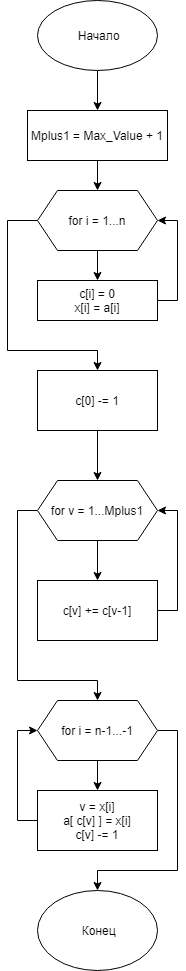 Начало
Mplus1 = Max_Value + 1
for i = 1...n
c[i] = 0
x[i] = a[i]
c[0] -= 1
for v = 1...Mplus1
c[v] += c[v-1]
for i = n-1...-1
v = x[i]
a[ c[v] ] = x[i]
c[v] -= 1
Конец